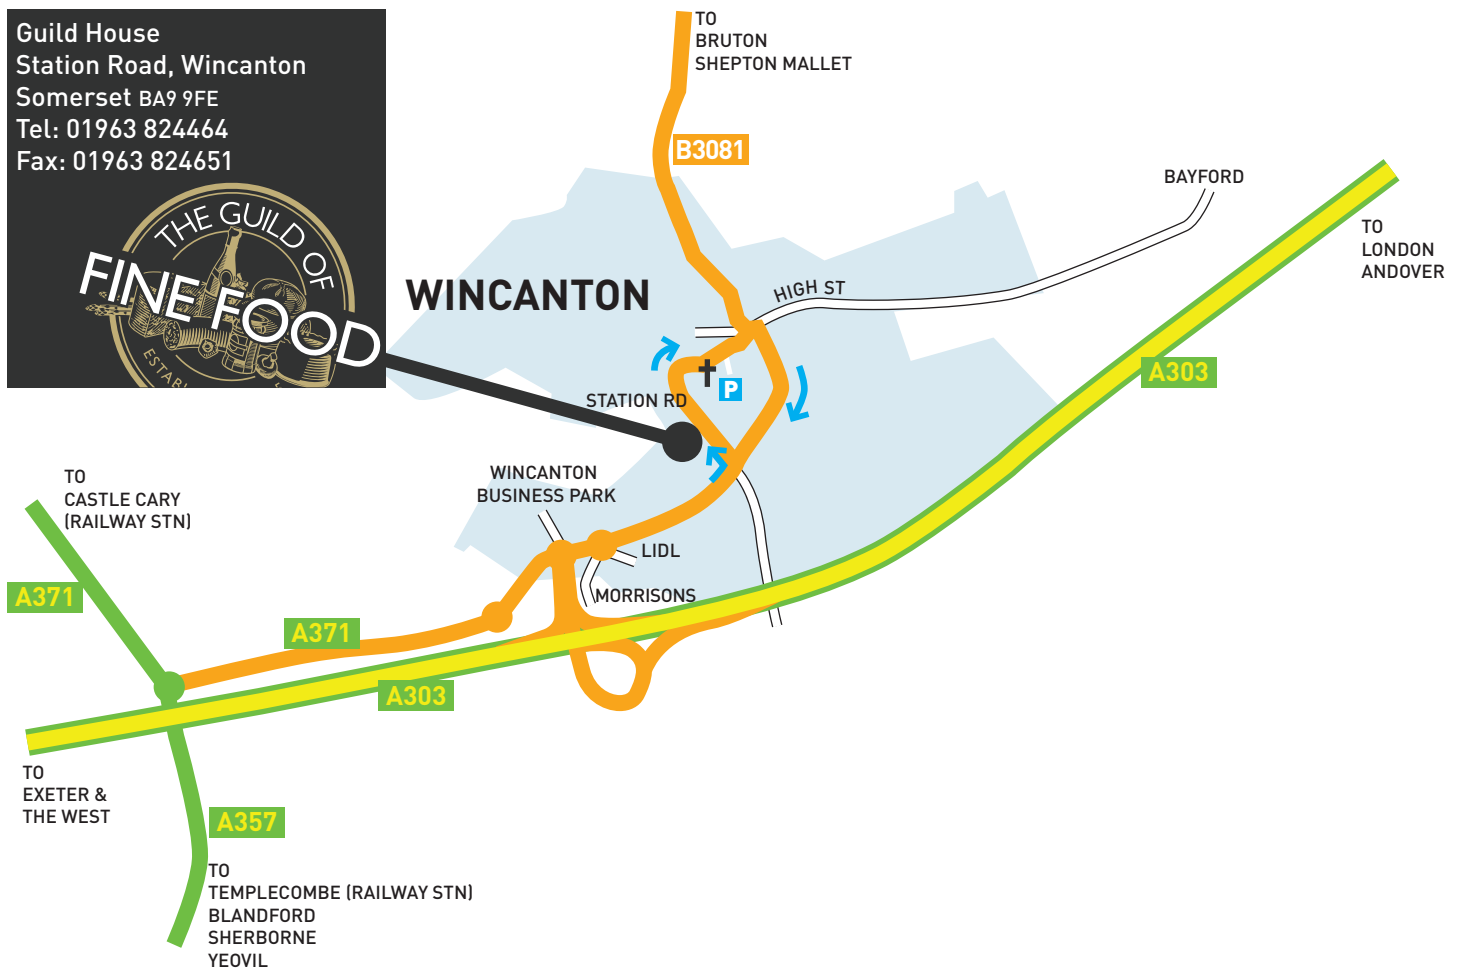 Guild House
Station Road, Wincanton
Somerset BA9 9FE
Tel: 01963 824464
Fax: 01963 824651
THE GUILD OF
FINE FOOD
TO
BRUTON
SHEPTON MALLET
B3081
BAYFORD
TO
LONDON
ANDOVER
WINCANTON
HIGH ST
A303
P
STATION RD
WINCANTON
BUSINESS PARK
TO
CASTLE CARY
(RAILWAY STN)
LIDL
MORRISONS
A371
A371
A303
TO
EXETER &
THE WEST
A357
TO
TEMPLECOMBE (RAILWAY STN)
BLANDFORD
SHERBORNE
YEOVIL